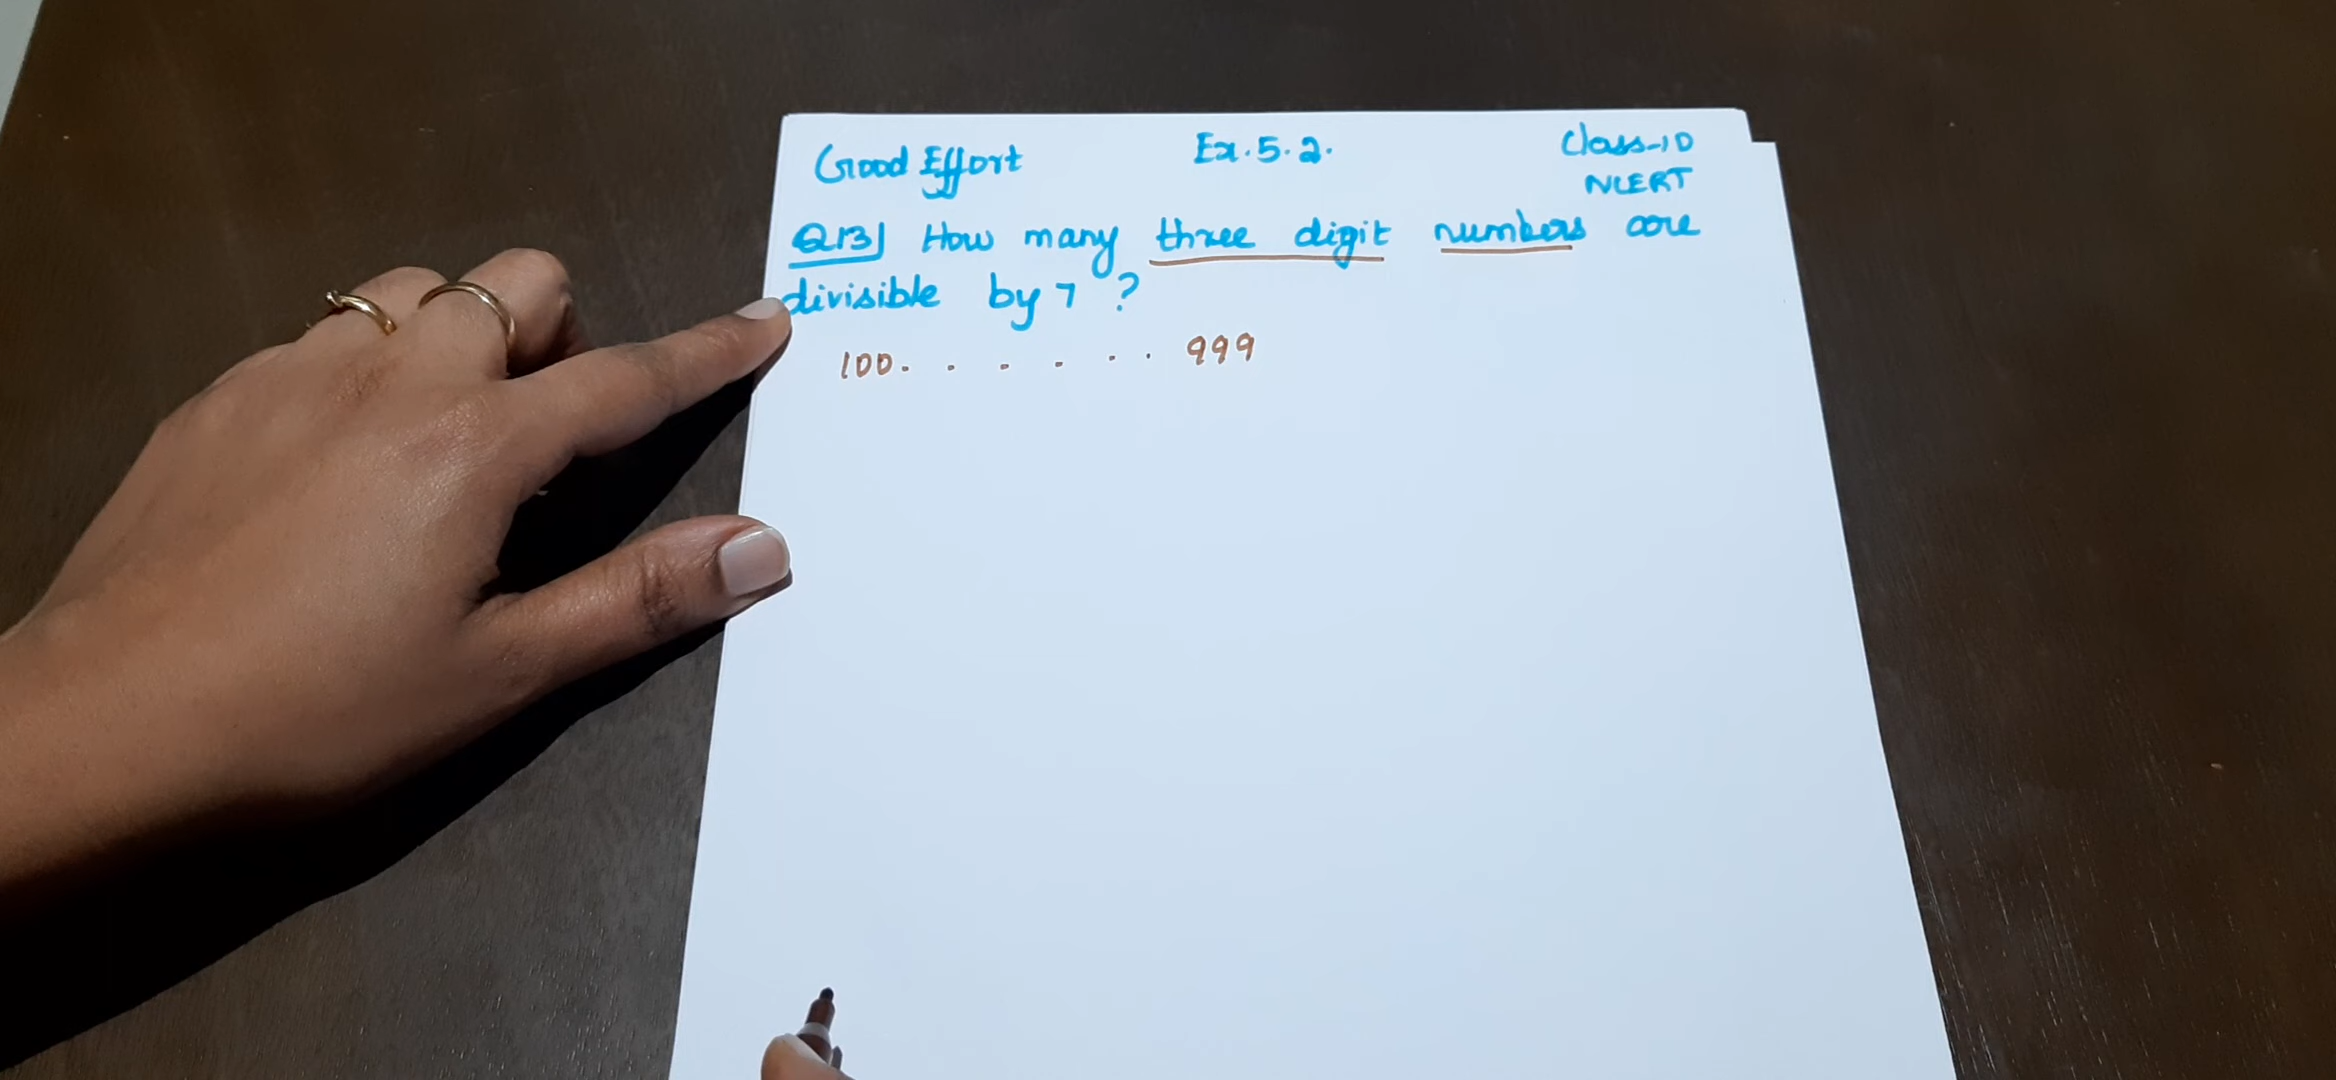 Good Effort Ex. 5.2. Class-10
NCERT
Q13) How many three digit numbers are
divisible by 7 ?
100. . . . . . 999